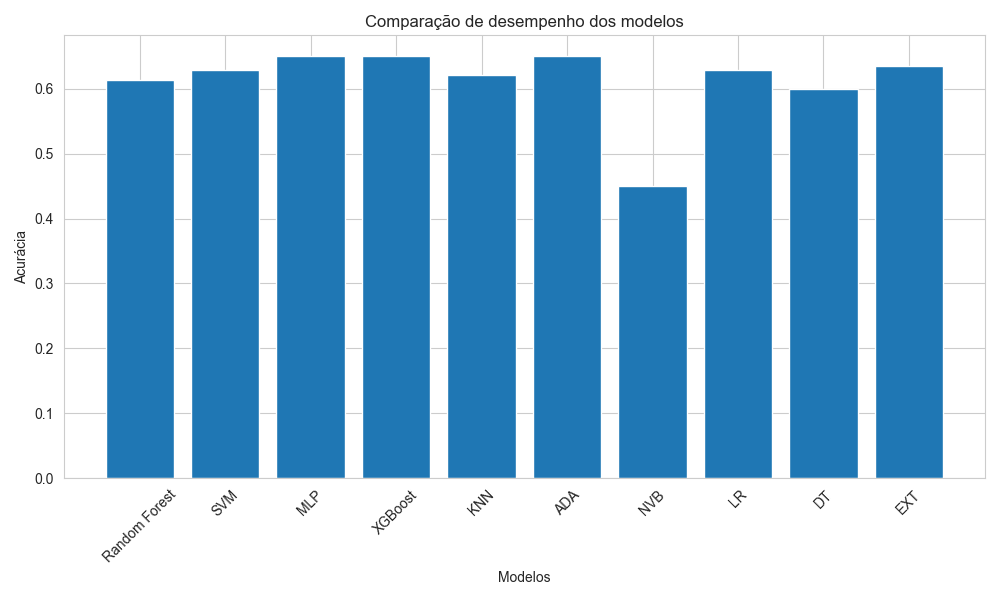 Comparação de desempenho dos modelos
Acurácia
0.6
0.5
0.4
0.3
0.2
0.1
0.0
Random Forest
SVM
MLP
XGBoost
KNN
ADA
NVB
LR
DT
EXT
Modelos